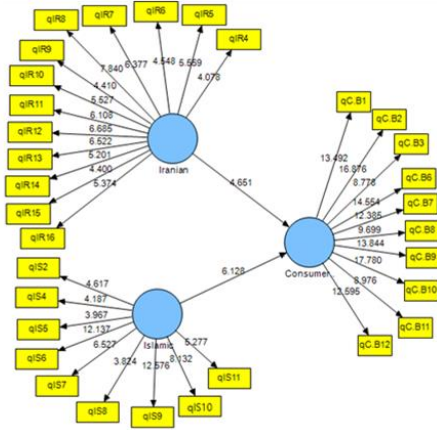 qIR6
qIR7
qIR5
qIR8
qIR4
qIR9
qIR10
qIR11
qIR12
qIR13
qIR14
qIR15
qIR16
7.840
6.377
4.548
5.569
4.078
4.410
5.527
6.108
6.685
6.522
5.201
4.400
5.374
Iranian
4.651
qC.B1
qC.B2
qC.B3
qC.B6
qC.B7
qC.B8
qC.B9
qC.B10
qC.B11
qC.B12
13.492
16.876
8.778
14.554
12.385
9.699
13.844
17.780
8.976
12.595
Consumer
6.128
qIS2
qIS4
qIS5
qIS6
qIS7
qIS8
qIS9
qIS10
qIS11
4.617
4.187
3.967
12.137
6.527
3.824
12.576
8.132
5.277
Islamic